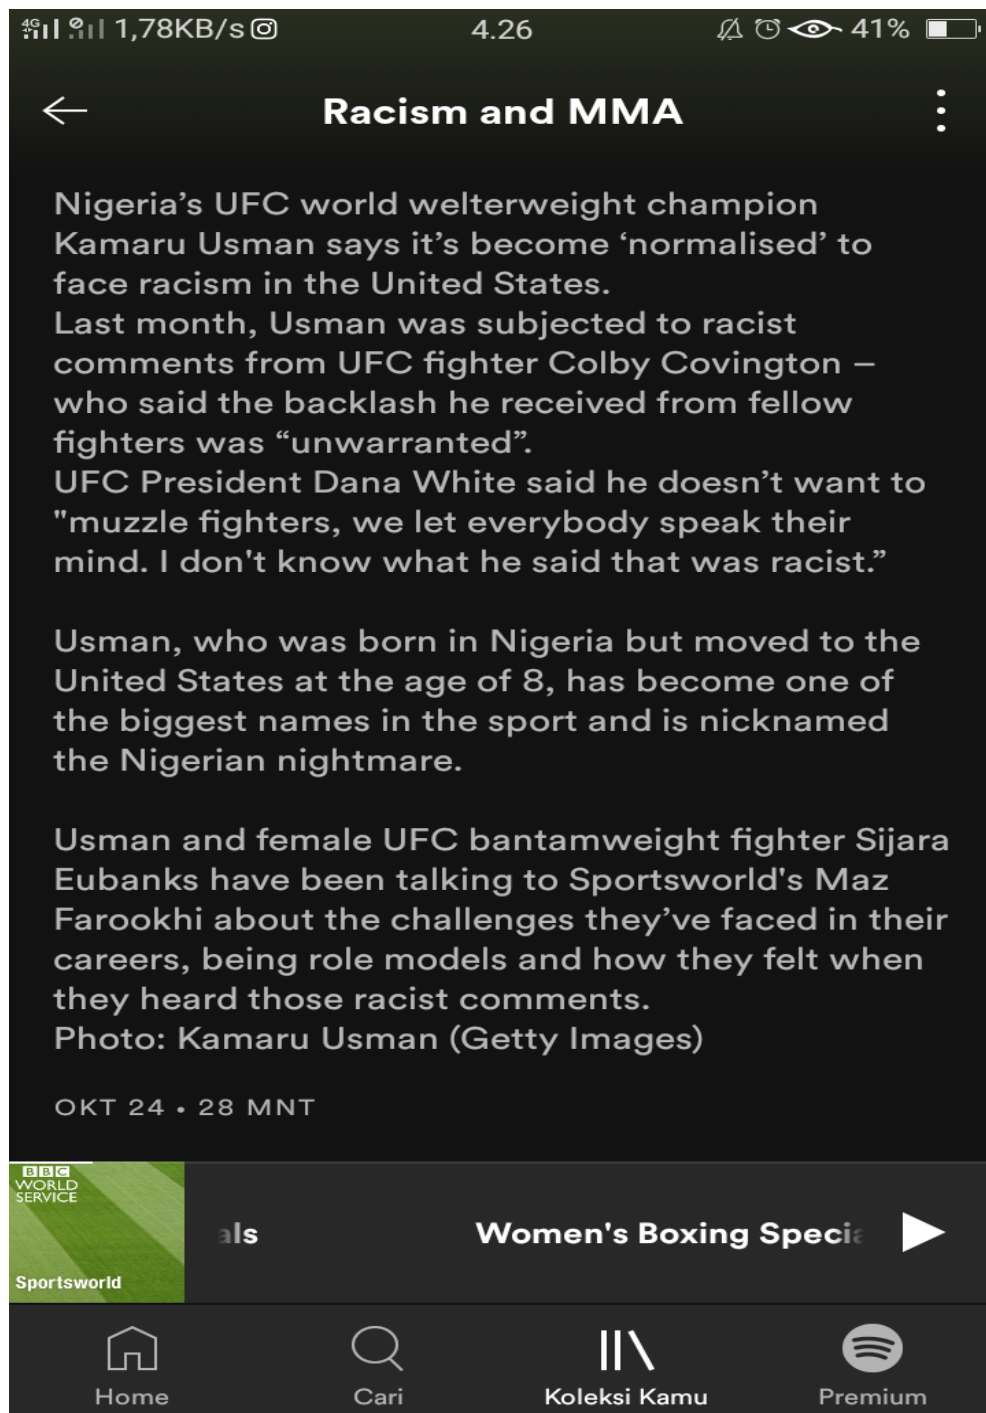 4G 1,78KB/s 4.26 41%
Racism and MMA
Nigeria’s UFC world welterweight champion
Kamaru Usman says it’s become ‘normalised’ to
face racism in the United States.
Last month, Usman was subjected to racist
comments from UFC fighter Colby Covington –
who said the backlash he received from fellow
fighters was “unwarranted”.
UFC President Dana White said he doesn’t want to
"muzzle fighters, we let everybody speak their
mind. I don't know what he said that was racist.”
Usman, who was born in Nigeria but moved to the
United States at the age of 8, has become one of
the biggest names in the sport and is nicknamed
the Nigerian nightmare.
Usman and female UFC bantamweight fighter Sijara
Eubanks have been talking to Sportsworld's Maz
Farookhi about the challenges they’ve faced in their
careers, being role models and how they felt when
they heard those racist comments.
Photo: Kamaru Usman (Getty Images)
OKT 24 • 28 MNT
BBC
WORLD
SERVICE
Sportsworld
als Women's Boxing Specia
Home Cari Koleksi Kamu Premium